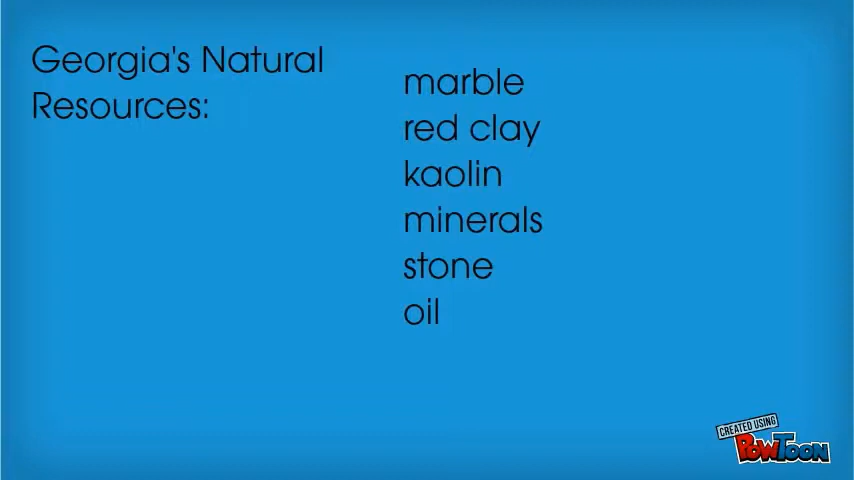 Georgia's Natural
Resources:
marble
red clay
kaolin
minerals
stone
oil
CREATED USING
POWTOON